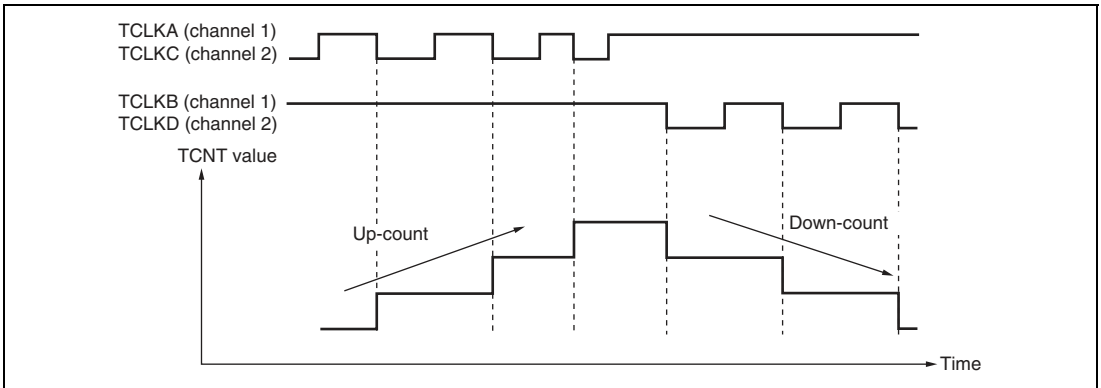 TCLKA (channel 1)
TCLKC (channel 2)
TCLKB (channel 1)
TCLKD (channel 2)
TCNT value
Up-count
Down-count
Time